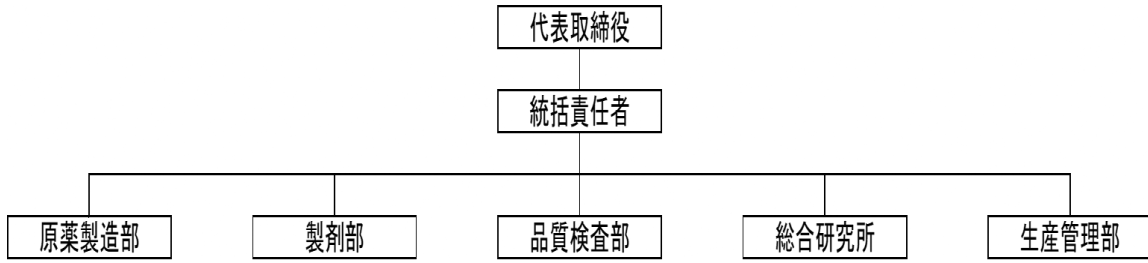 代表取締役
統括責任者
原薬製造部
製剤部
品質検査部
総合研究所
生産管理部